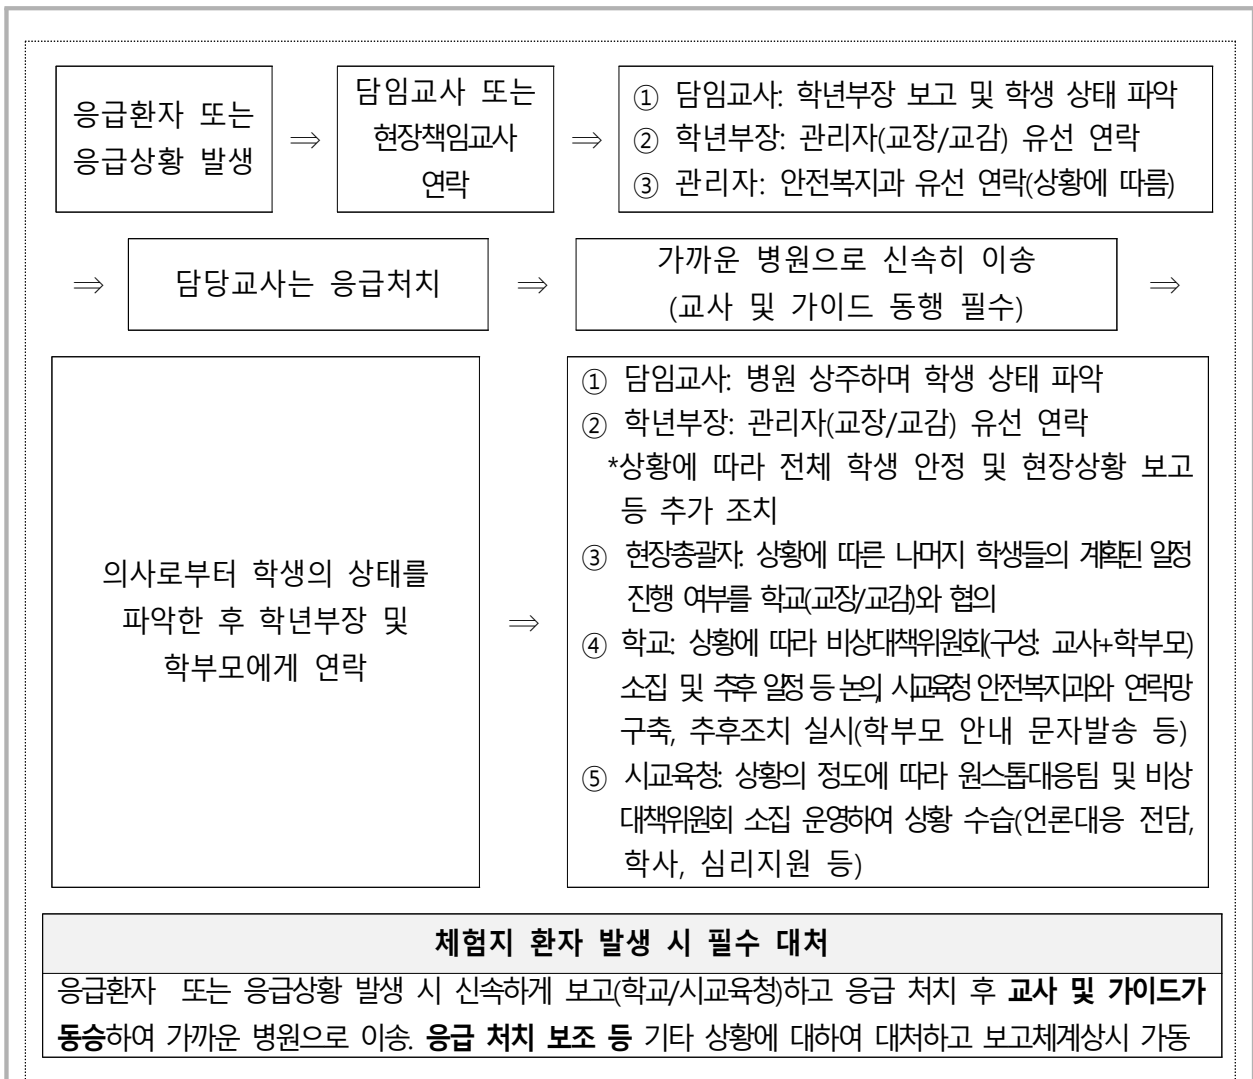 응급환자 또는
응급상황 발생
⇒
담임교사 또는
현장책임교사
연락
⇒
① 담임교사: 학년부장 보고 및 학생 상태 파악
② 학년부장: 관리자(교장/교감) 유선 연락
③ 관리자: 안전복지과 유선 연락(상황에 따름)
⇒
담당교사는 응급처치
⇒
가까운 병원으로 신속히 이송
(교사 및 가이드 동행 필수)
⇒
의사로부터 학생의 상태를
파악한 후 학년부장 및
학부모에게 연락
⇒
① 담임교사: 병원 상주하며 학생 상태 파악
② 학년부장: 관리자(교장/교감) 유선 연락
*상황에 따라 전체 학생 안정 및 현장상황 보고
등 추가 조치
③ 현장총괄자: 상황에 따른 나머지 학생들의 계획된 일정
진행 여부를 학교(교장/교감)와 협의
④ 학교: 상황에 따라 비상대책위원회(구성: 교사+학부모)
소집 및 추후 일정 등 논의, 시교육청 안전복지과와 연락망
구축, 추후조치 실시(학부모 안내 문자발송 등)
⑤ 시교육청: 상황의 정도에 따라 원스톱대응팀 및 비상
대책위원회 소집 운영하여 상황 수습(언론대응 전담,
학사, 심리지원 등)
체험지 환자 발생 시 필수 대처
응급환자 또는 응급상황 발생 시 신속하게 보고(학교/시교육청)하고 응급 처치 후 교사 및 가이드가
동승하여 가까운 병원으로 이송. 응급 처치 보조 등 기타 상황에 대하여 대처하고 보고체계상시 가동